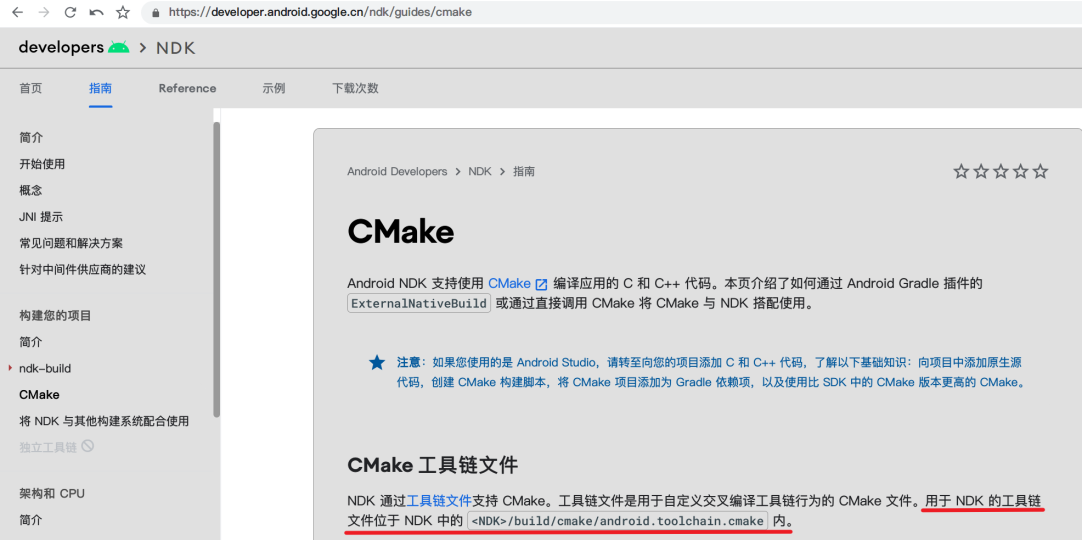 https://developer.android.google.cn/ndk/guides/cmake
developers > NDK
首页 指南 Reference 示例 下载次数
简介
开始使用
概念
JNI 提示
常见问题和解决方案
针对中间件供应商的建议
构建您的项目
简介
ndk-build
CMake
将 NDK 与其他构建系统配合使用
独立工具链
架构和 CPU
简介
Android Developers > NDK > 指南
CMake
Android NDK 支持使用 CMake 编译应用的 C 和 C++ 代码。本页介绍了如何通过 Android Gradle 插件的
ExternalNativeBuild 或通过直接调用 CMake 将 CMake 与 NDK 搭配使用。
注意：如果您使用的是 Android Studio，请转至向您的项目添加 C 和 C++ 代码，了解以下基础知识：向项目中添加原生源
代码，创建 CMake 构建脚本，将 CMake 项目添加为 Gradle 依赖项，以及使用比 SDK 中的 CMake 版本更高的 CMake。
CMake 工具链文件
NDK 通过工具链文件支持 CMake。工具链文件是用于自定义交叉编译工具链行为的 CMake 文件。用于 NDK 的工具链
文件位于 NDK 中的 <NDK>/build/cmake/android.toolchain.cmake 内。